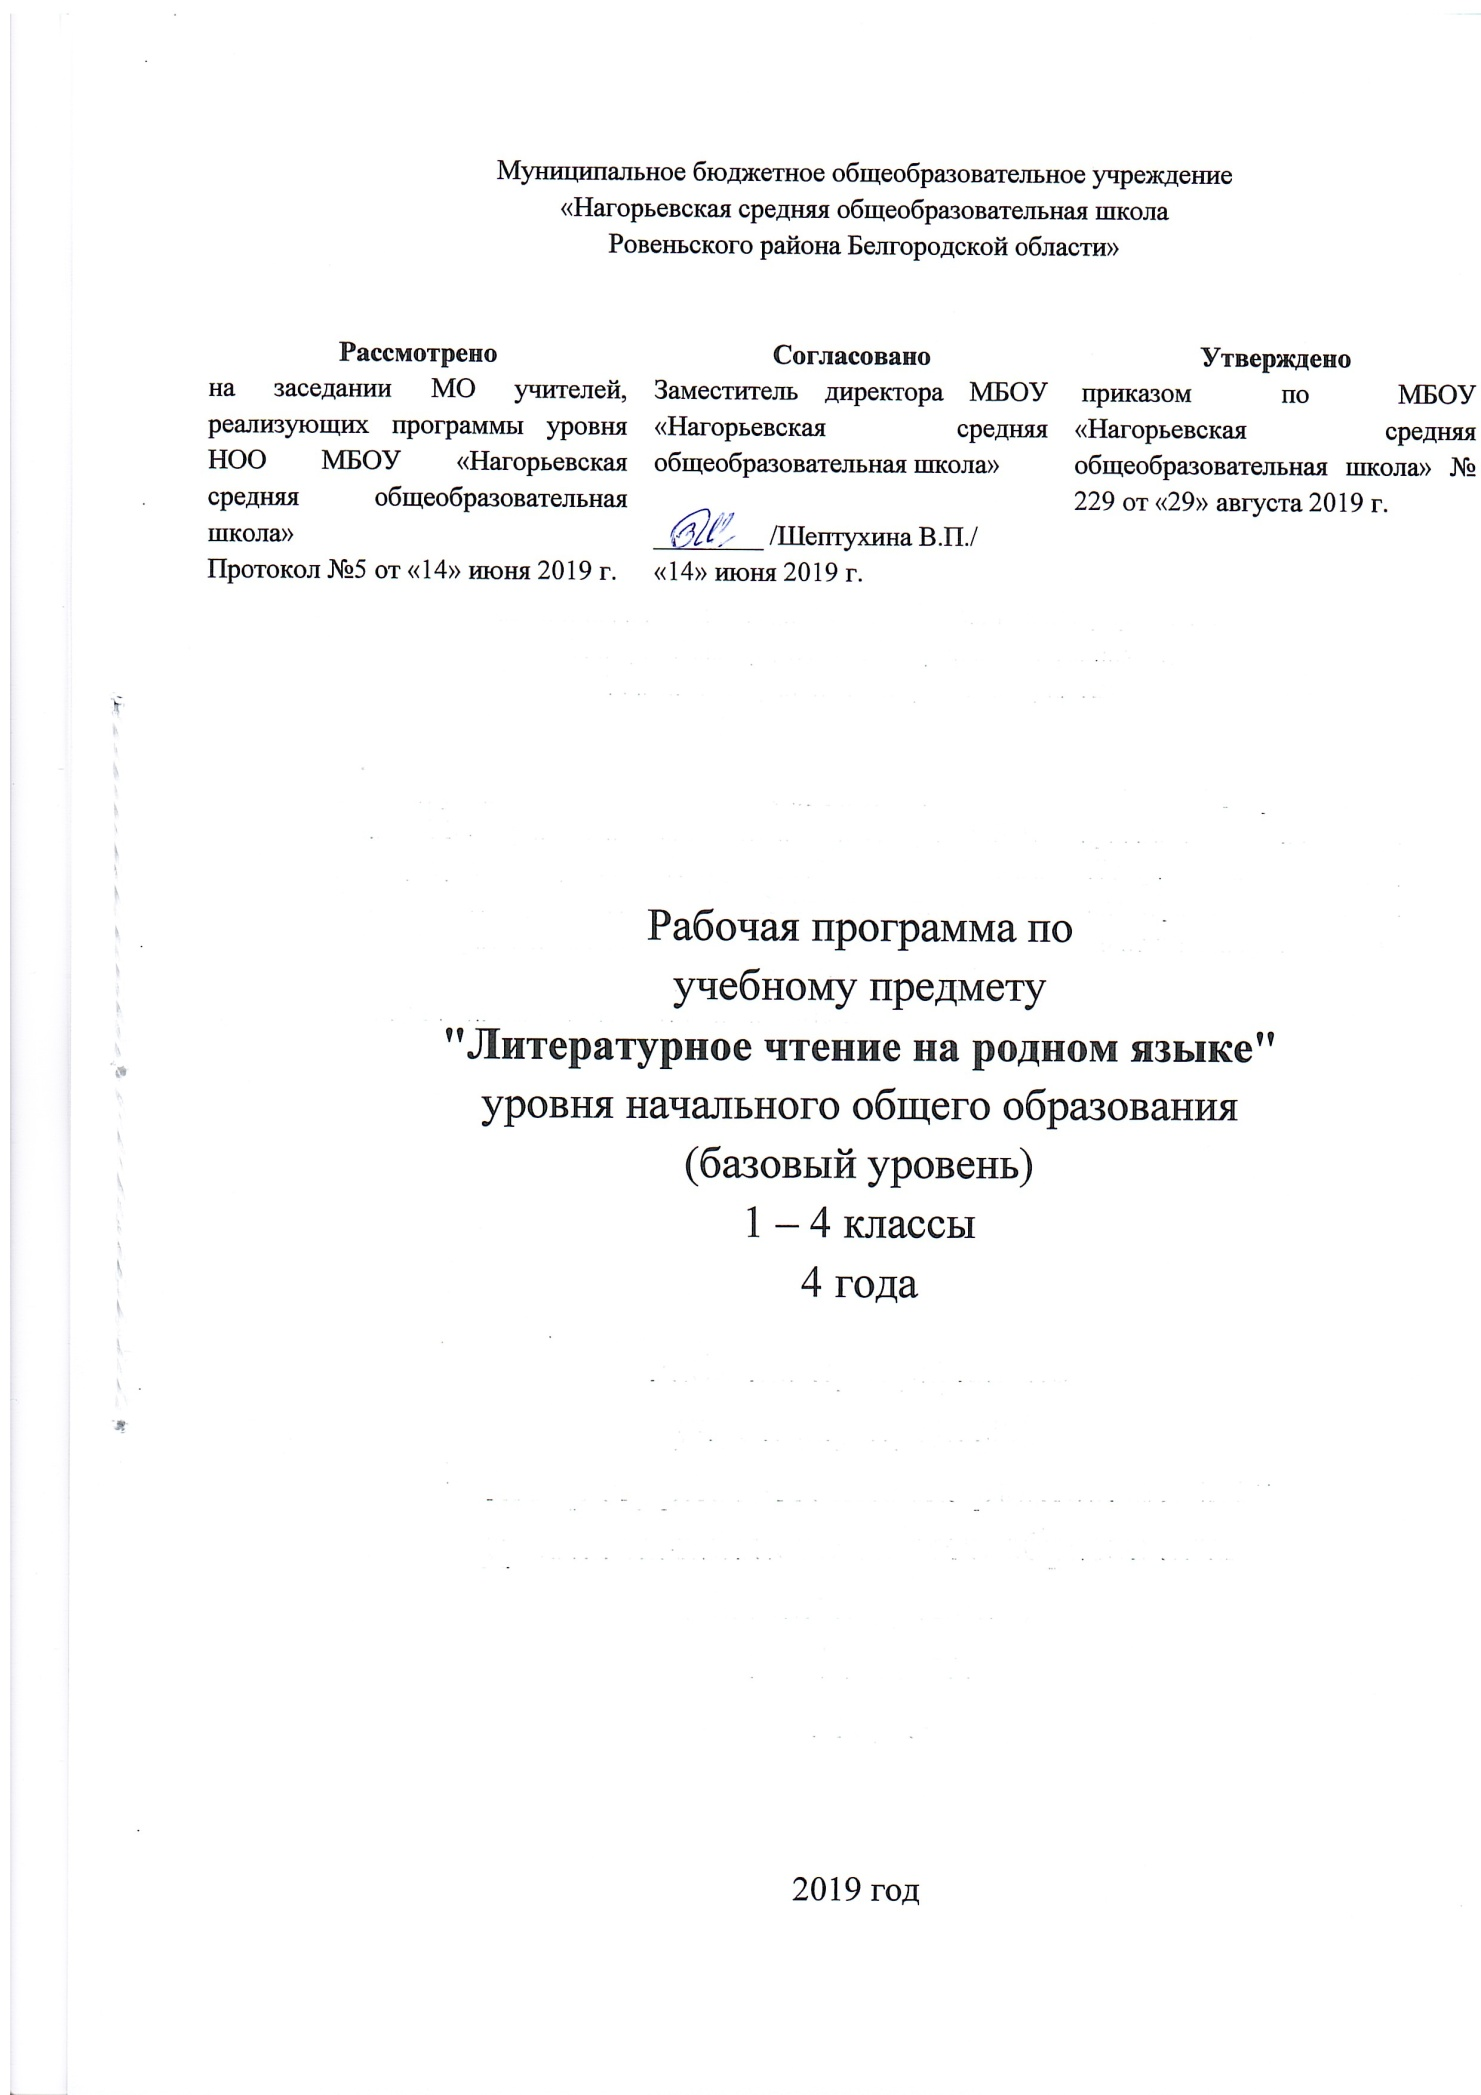 Муниципальное бюджетное общеобразовательное учреждение
«Нагорьевская средняя общеобразовательная школа
Ровеньского района Белгородской области»
Рассмотрено
на заседании МО учителей,
реализующих программы уровня
НОО МБОУ «Нагорьевская
средняя общеобразовательная
школа»
Протокол №5 от «14» июня 2019 г.
Согласовано
Заместитель директора МБОУ
«Нагорьевская средняя
общеобразовательная школа»
________ /Шептухина В.П./
«14» июня 2019 г.
Утверждено
приказом по МБОУ
«Нагорьевская средняя
общеобразовательная школа» №
229 от «29» августа 2019 г.
Рабочая программа по
учебному предмету
"Литературное чтение на родном языке"
уровня начального общего образования
(базовый уровень)
1 – 4 классы
4 года
2019 год